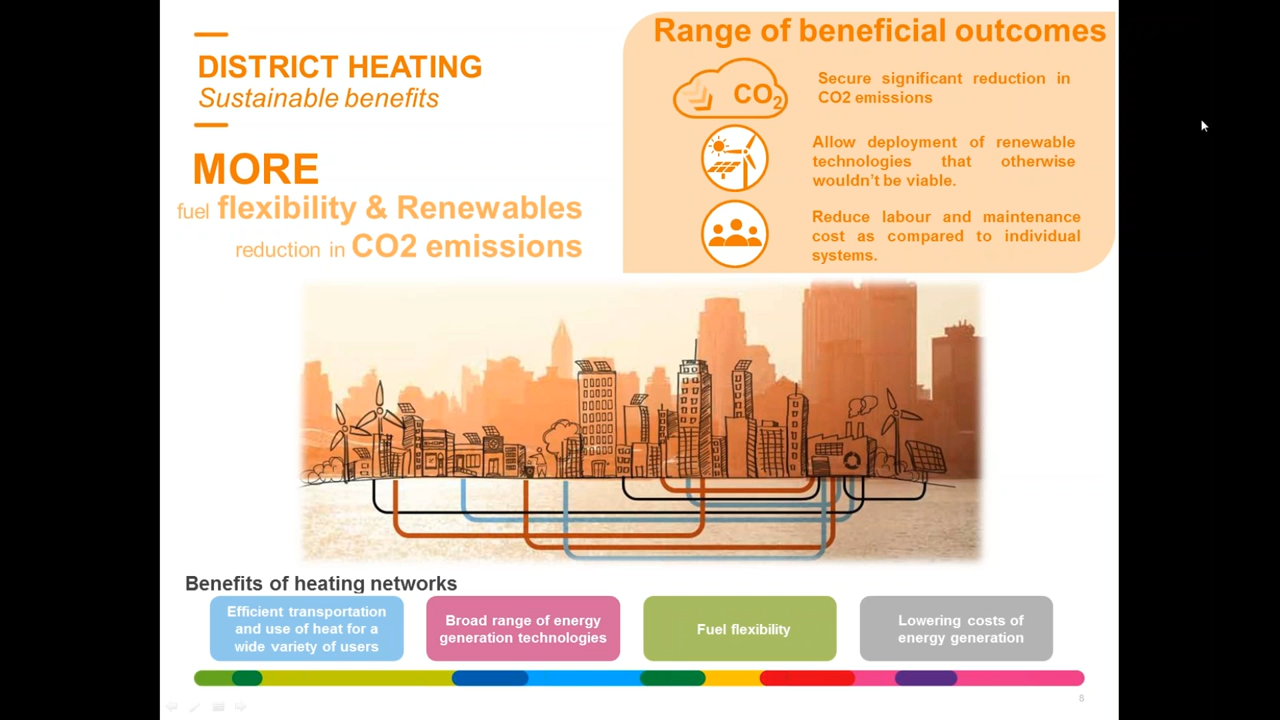 DISTRICT HEATING
Sustainable benefits
MORE
fuel flexibility & Renewables
reduction in CO2 emissions
Range of beneficial outcomes
CO2
Secure significant reduction in
CO2 emissions
Allow deployment of renewable
technologies that otherwise
wouldn't be viable.
Reduce labour and maintenance
cost as compared to individual
systems.
Benefits of heating networks
Efficient transportation
and use of heat for a
wide variety of users
Broad range of energy
generation technologies
Fuel flexibility
Lowering costs of
energy generation
8